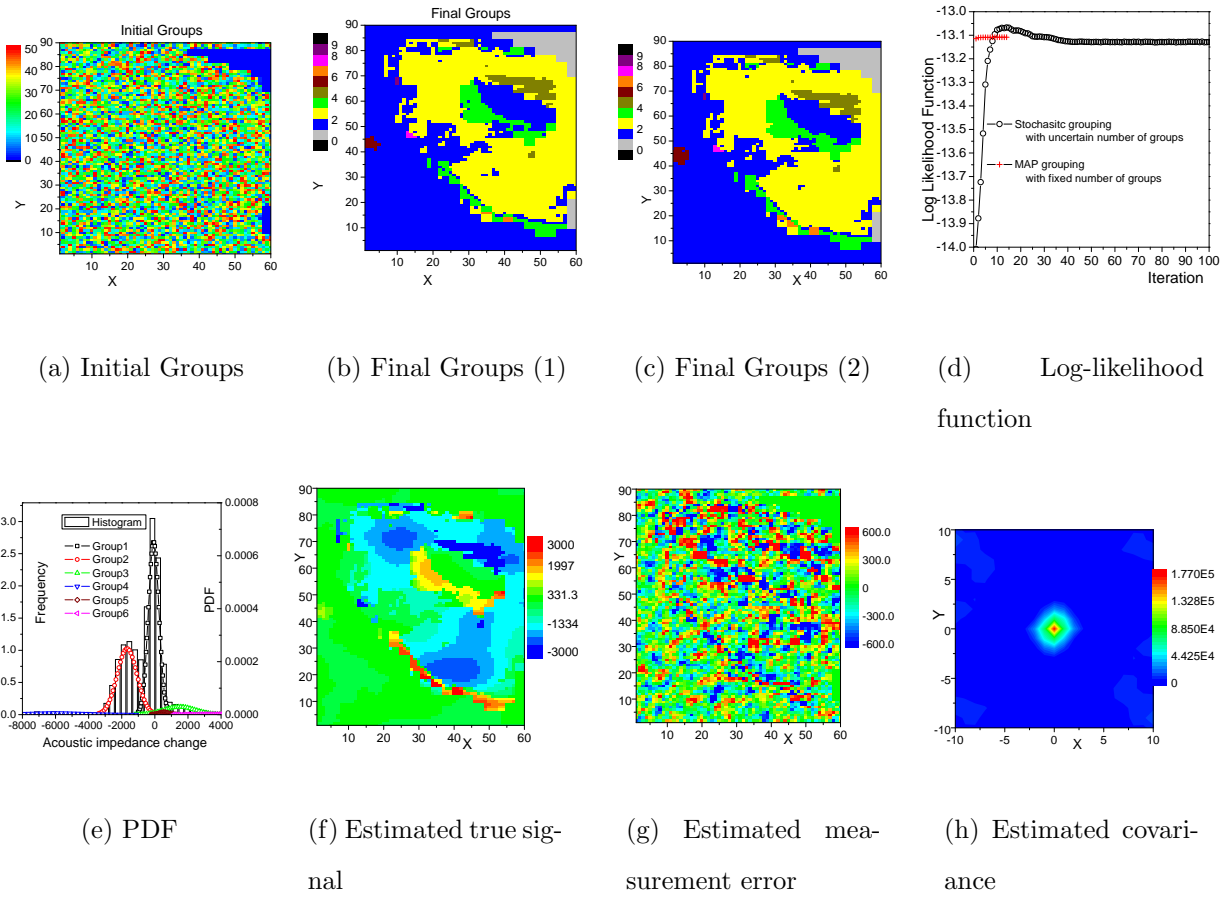 Initial Groups
50
40
30
20
10
0
90
80
70
60
50
40
30
20
10
Y
10 20 30 40 50 60
X
(a) Initial Groups
Final Groups
9
8
6
4
2
0
90
80
70
60
50
40
30
20
10
Y
10 20 30 40 50 60
X
(b) Final Groups (1)
9
8
6
4
2
0
90
80
70
60
50
40
30
20
10
Y
10 20 30 40 50 60
X
(c) Final Groups (2)
-13.0
-13.1
-13.2
-13.3
-13.4
-13.5
-13.6
-13.7
-13.8
-13.9
-14.0
Log Likelihood Function
Stochasitc grouping
with uncertain number of groups
MAP grouping
with fixed number of groups
0 10 20 30 40 50 60 70 80 90 100
Iteration
(d) Log-likelihood
function
3.0
2.5
2.0
1.5
1.0
0.5
0.0
Frequency
Histogram
Group1
Group2
Group3
Group4
Group5
Group6
0.0008
0.0006
0.0004
0.0002
0.0000
PDF
-8000 -6000 -4000 -2000 0 2000 4000
Acoustic impedance change
(e) PDF
90
80
70
60
50
40
30
20
10
Y
3000
1997
331.3
-1334
-3000
10 20 30 40 50 60
X
(f) Estimated true sig-
nal
90
80
70
60
50
40
30
20
10
Y
600.0
300.0
0
-300.0
-600.0
10 20 30 40 50 60
X
(g) Estimated mea-
surement error
10
5
0
-5
-10
Y
1.770E5
1.328E5
8.850E4
4.425E4
0
-10 -5 0 5 10
X
(h) Estimated covari-
ance